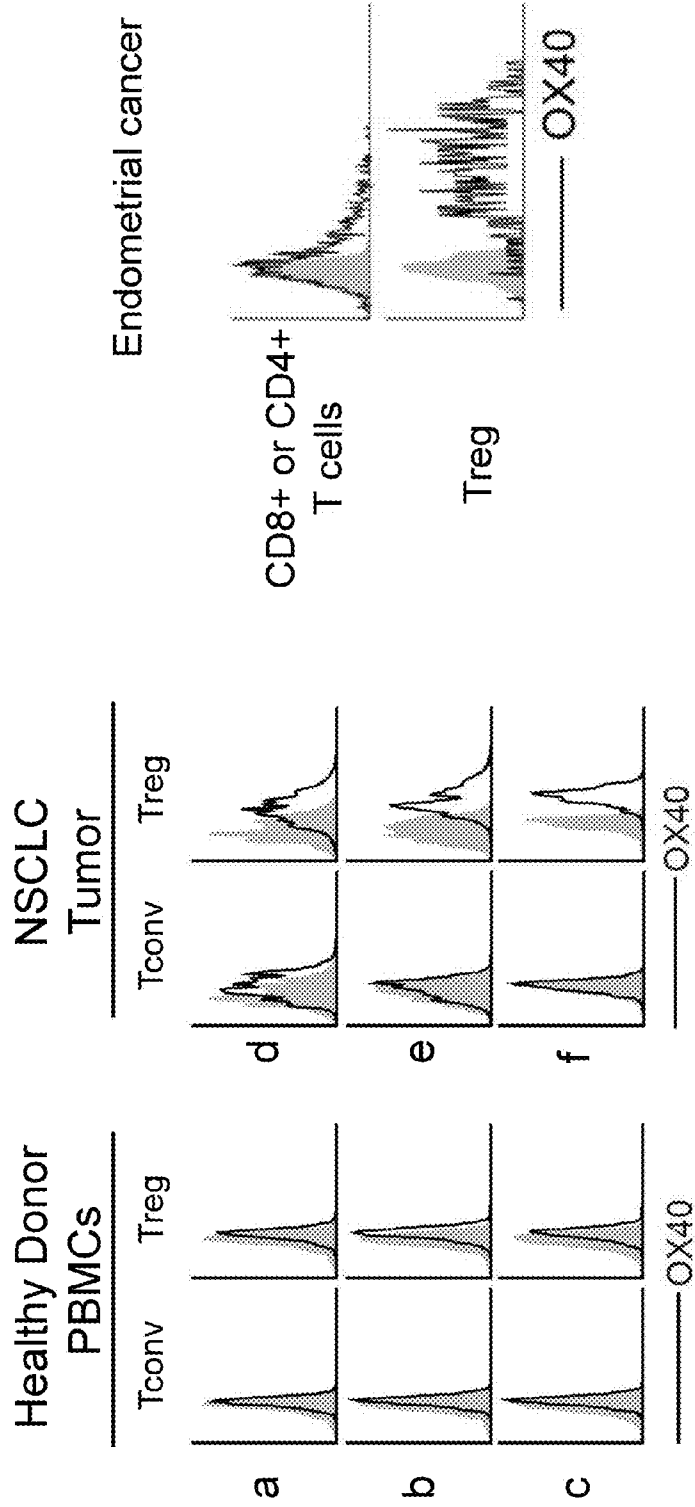 Healthy Donor
PBMCs
Tconv
Treg
a
b
c
OX40
NSCLC
Tumor
Tconv
Treg
d
e
f
OX40
Endometrial cancer
CD8+ or CD4+
T cells
Treg
OX40